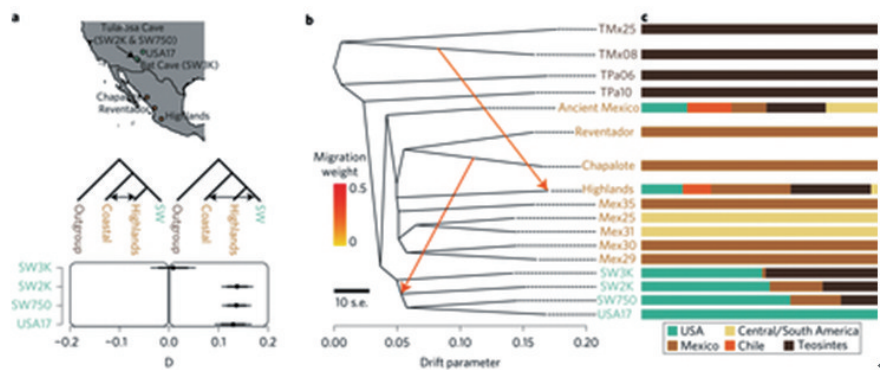 a
Tula
Cave
(SW2K & SW750)
USA17
Bat Cave (SW3K)
Chapalote
Reventador
Highlands
Outgroup
Coastal
Highlands
SW
Outgroup
Coastal
Highlands
SW
SW3K
SW2K
SW750
USA17
−0.2 −0.1 0.0 0.1 0.2
D
b
Migration
weight
0.5
0
10 s.e.
TMx25
TMx08
TPa06
TPa10
Ancient Mexico
Reventador
Chapalote
Highlands
Mex35
Mex25
Mex31
Mex30
Mex29
SW3K
SW2K
SW750
USA17
0.00 0.05 0.10 0.15 0.20
Drift parameter
c
USA Central/South America
Mexico Chile Teosintes